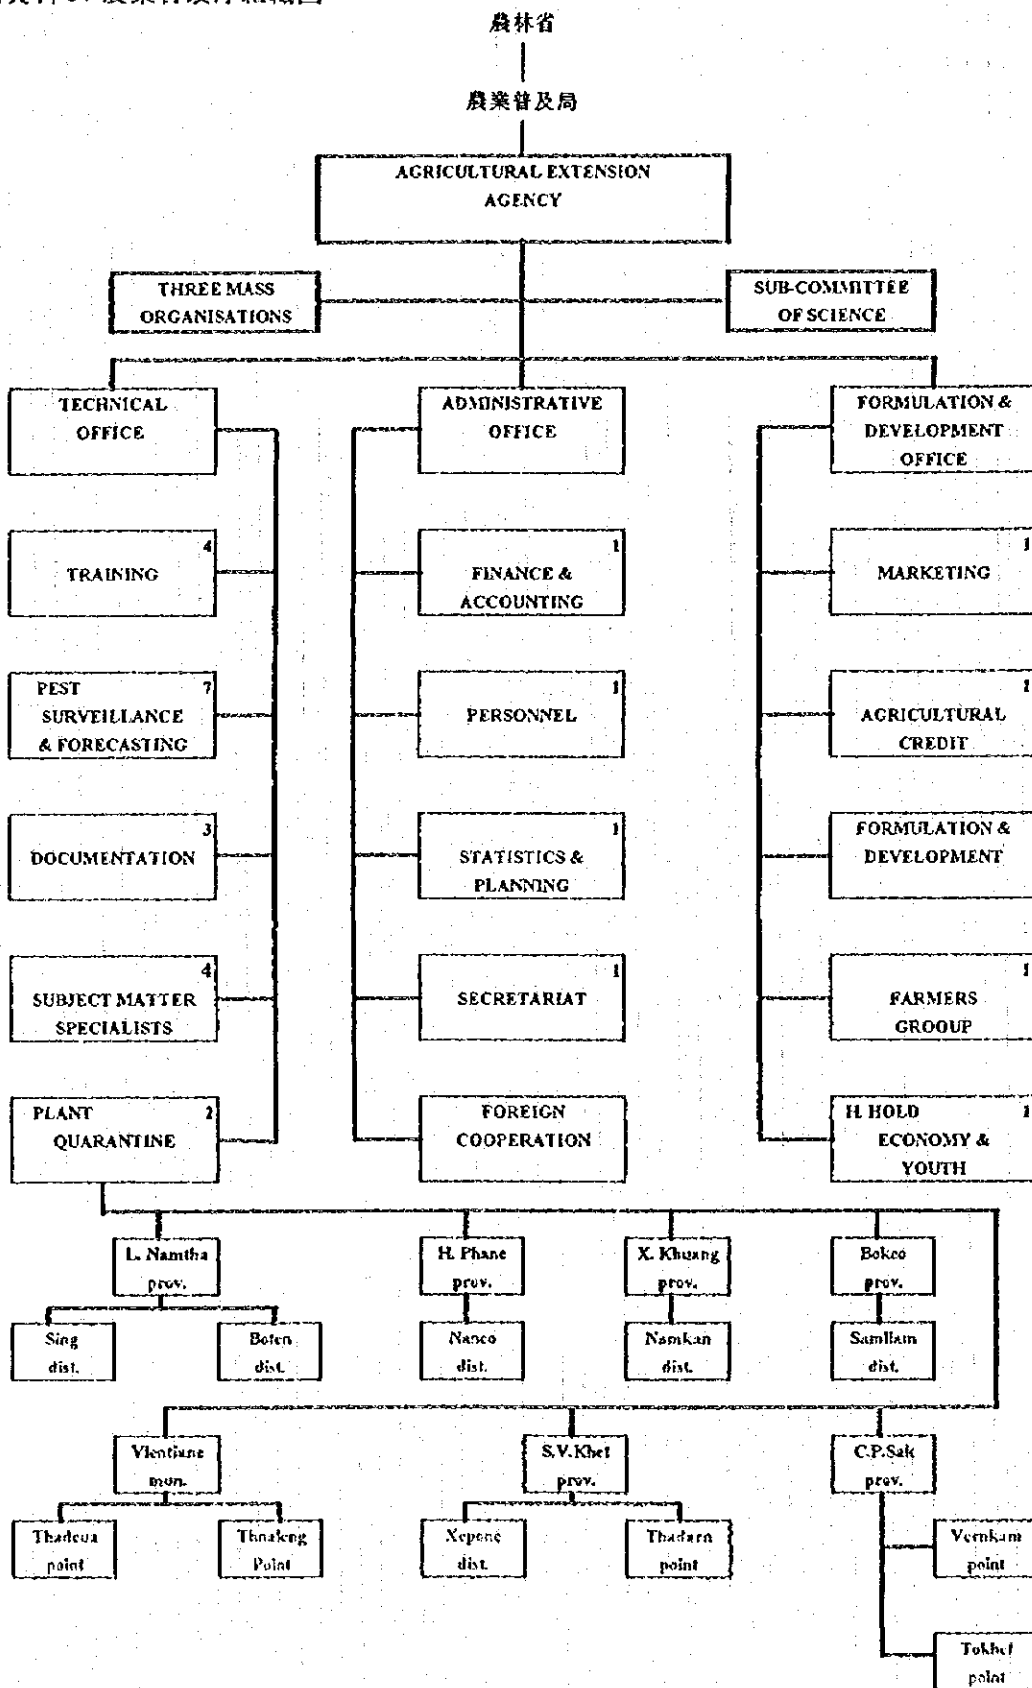 農林省
農業普及局
AGRICULTURAL EXTENSION
AGENCY
THREE MASS
ORGANISATIONS
SUB-COMMITTEE
OF SCIENCE
TECHNICAL
OFFICE
ADMINISTRATIVE
OFFICE
FORMULATION &
DEVELOPMENT
OFFICE
4
TRAINING
1
FINANCE &
ACCOUNTING
1
MARKETING
PEST 7
SURVEILLANCE
& FORECASTING
1
PERSONNEL
1
AGRICULTURAL
CREDIT
3
DOCUMENTATION
1
STATISTICS &
PLANNING
FORMULATION &
DEVELOPMENT
4
SUBJECT MATTER
SPECIALISTS
1
SECRETARIAT
1
FARMERS
GROOUP
PLANT 2
QUARANTINE
FOREIGN
COOPERATION
H. HOLD 1
ECONOMY &
YOUTH
L. Namtha
prov.
H. Phane
prov.
X. Khuang
prov.
Bokeo
prov.
Sing
dist.
Boten
dist.
dist.
Namkan
dist.
dist.
Vientiane
mun.
S.V.Khet
prov.
C.P.Sak
prov.
Thadeua
point
Point
Xepone
dist.
point
Vernkam
point
point